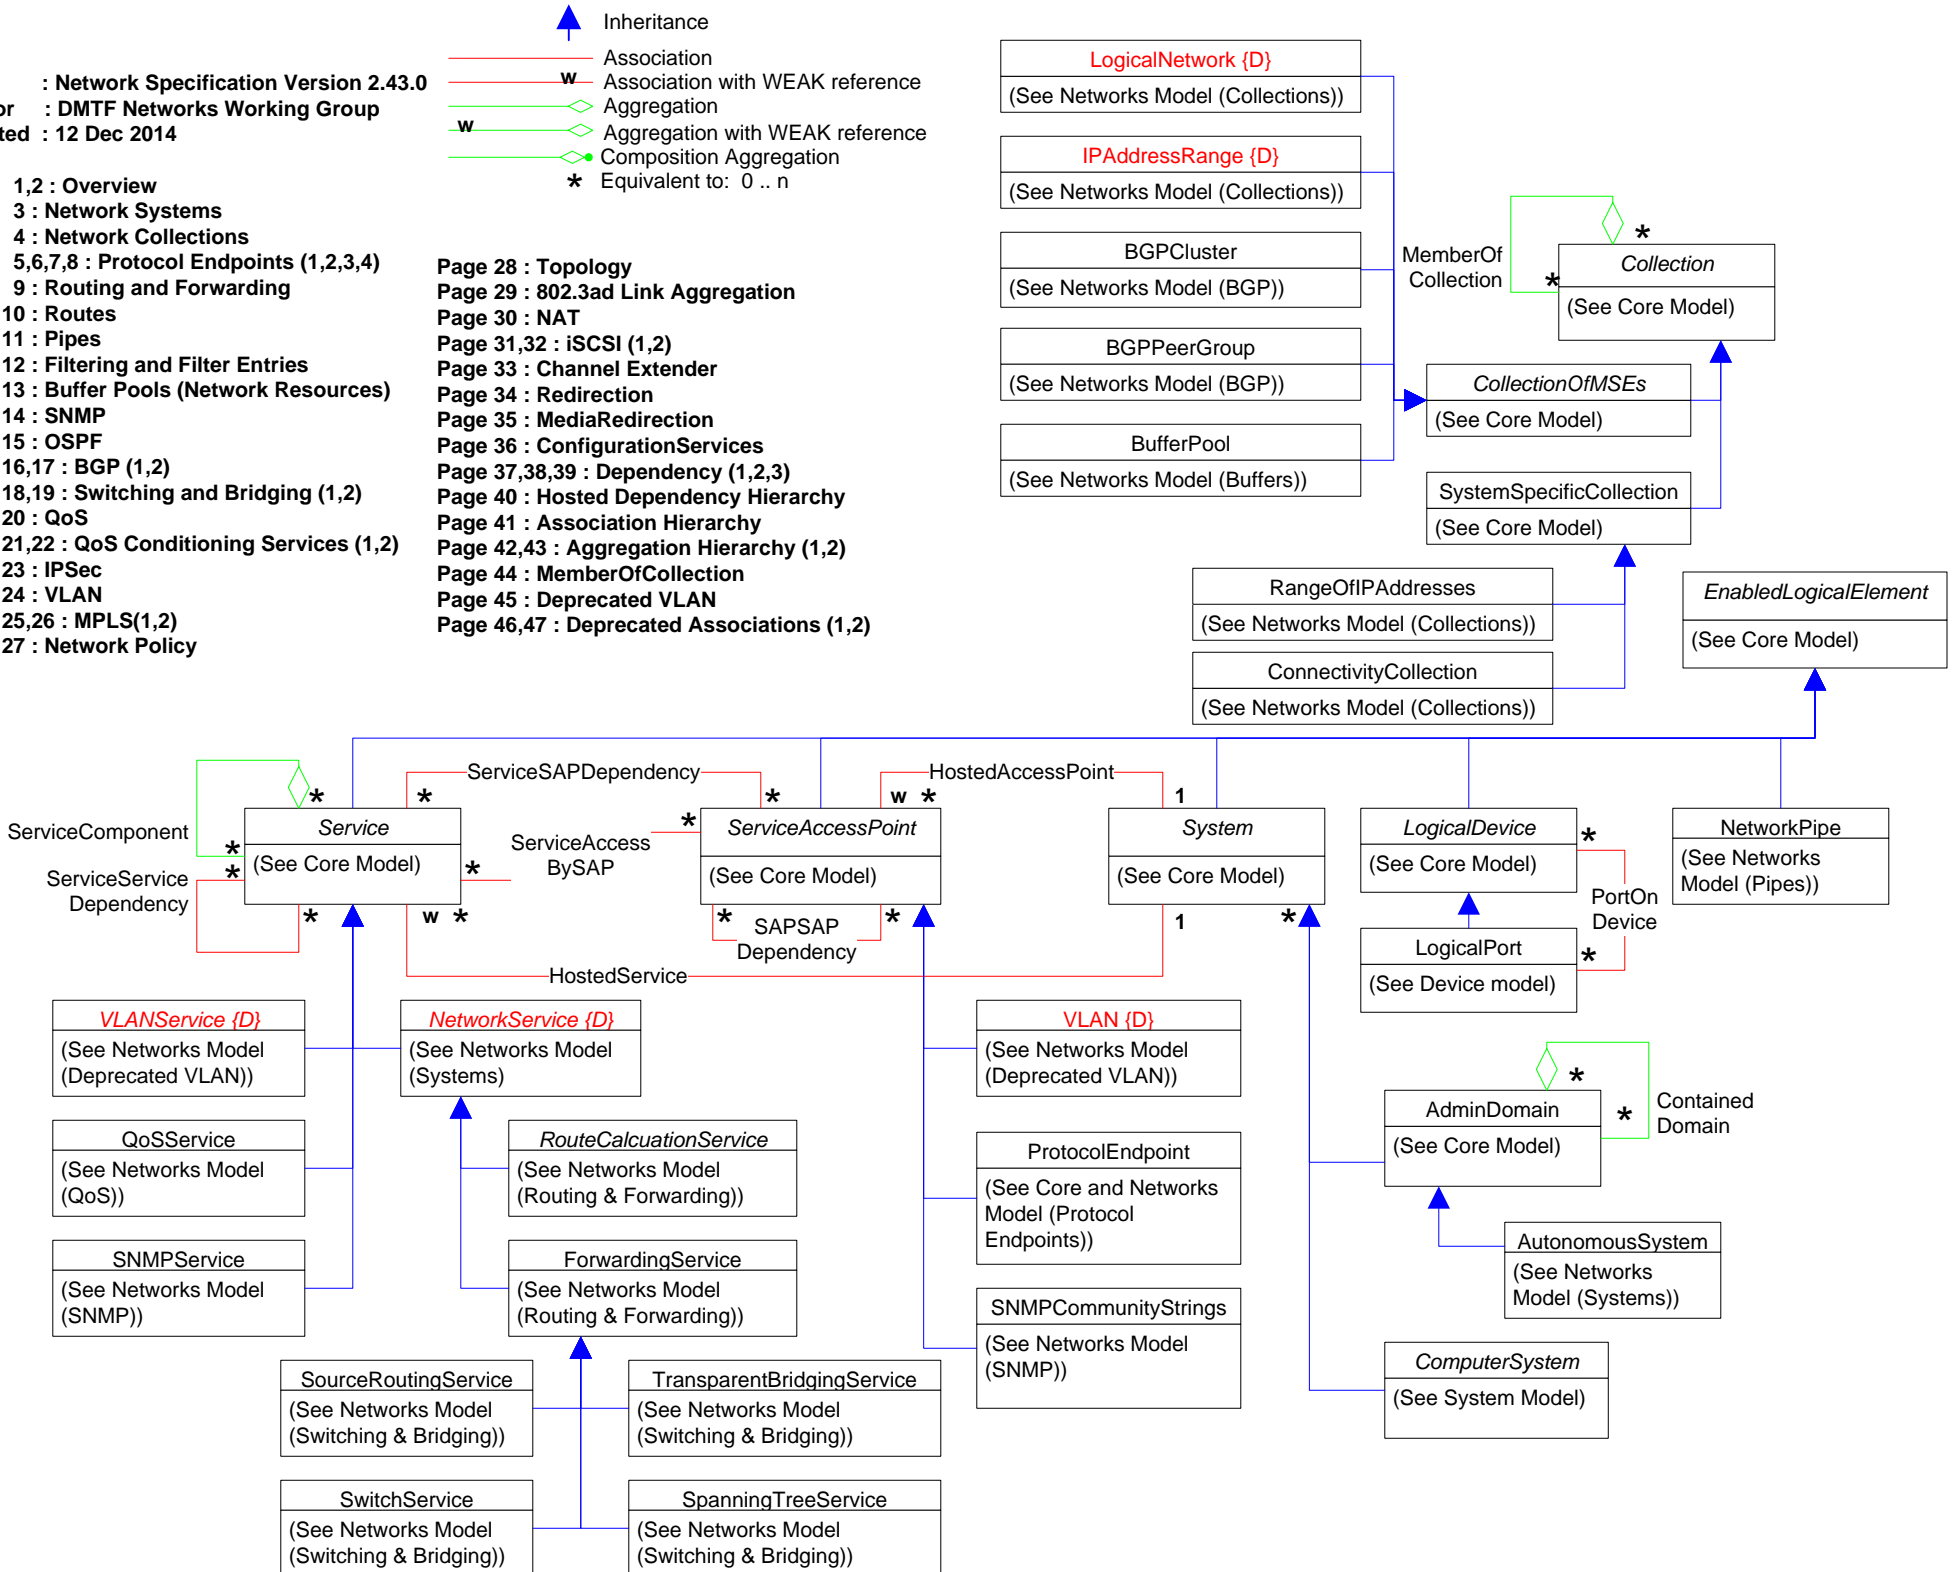 Inheritance
Association
w Association with WEAK reference
Aggregation
w Aggregation with WEAK reference
Composition Aggregation
* Equivalent to: 0 .. n
: Network Specification Version 2.43.0
or : DMTF Networks Working Group
ted : 12 Dec 2014
1,2 : Overview
3 : Network Systems
4 : Network Collections
5,6,7,8 : Protocol Endpoints (1,2,3,4)
9 : Routing and Forwarding
10 : Routes
11 : Pipes
12 : Filtering and Filter Entries
13 : Buffer Pools (Network Resources)
14 : SNMP
15 : OSPF
16,17 : BGP (1,2)
18,19 : Switching and Bridging (1,2)
20 : QoS
21,22 : QoS Conditioning Services (1,2)
23 : IPSec
24 : VLAN
25,26 : MPLS(1,2)
27 : Network Policy
Page 28 : Topology
Page 29 : 802.3ad Link Aggregation
Page 30 : NAT
Page 31,32 : iSCSI (1,2)
Page 33 : Channel Extender
Page 34 : Redirection
Page 35 : MediaRedirection
Page 36 : ConfigurationServices
Page 37,38,39 : Dependency (1,2,3)
Page 40 : Hosted Dependency Hierarchy
Page 41 : Association Hierarchy
Page 42,43 : Aggregation Hierarchy (1,2)
Page 44 : MemberOfCollection
Page 45 : Deprecated VLAN
Page 46,47 : Deprecated Associations (1,2)
LogicalNetwork {D}
(See Networks Model (Collections))
IPAddressRange {D}
(See Networks Model (Collections))
BGPCluster
(See Networks Model (BGP))
BGPPeerGroup
(See Networks Model (BGP))
BufferPool
(See Networks Model (Buffers))
MemberOf
Collection
*
*
Collection
(See Core Model)
CollectionOfMSEs
(See Core Model)
SystemSpecificCollection
(See Core Model)
RangeOfIPAddresses
(See Networks Model (Collections))
ConnectivityCollection
(See Networks Model (Collections))
EnabledLogicalElement
(See Core Model)
ServiceComponent
*
*
ServiceService
Dependency
*
*
Service
(See Core Model)
* ServiceSAPDependency *
* ServiceAccess
BySAP *
w *
HostedService
1
ServiceAccessPoint
(See Core Model)
* SAPSAP
Dependency *
w * HostedAccessPoint 1
System
(See Core Model)
*
LogicalDevice
(See Core Model)
*
PortOn
Device
*
LogicalPort
(See Device model)
NetworkPipe
(See Networks
Model (Pipes))
VLANService {D}
(See Networks Model
(Deprecated VLAN))
NetworkService {D}
(See Networks Model
(Systems)
QoSService
(See Networks Model
(QoS))
RouteCalcuationService
(See Networks Model
(Routing & Forwarding))
SNMPService
(See Networks Model
(SNMP))
ForwardingService
(See Networks Model
(Routing & Forwarding))
SourceRoutingService
(See Networks Model
(Switching & Bridging))
TransparentBridgingService
(See Networks Model
(Switching & Bridging))
SwitchService
(See Networks Model
(Switching & Bridging))
SpanningTreeService
(See Networks Model
(Switching & Bridging))
VLAN {D}
(See Networks Model
(Deprecated VLAN))
ProtocolEndpoint
(See Core and Networks
Model (Protocol
Endpoints))
SNMPCommunityStrings
(See Networks Model
(SNMP))
AdminDomain
(See Core Model)
*
*
Contained
Domain
AutonomousSystem
(See Networks
Model (Systems))
ComputerSystem
(See System Model)